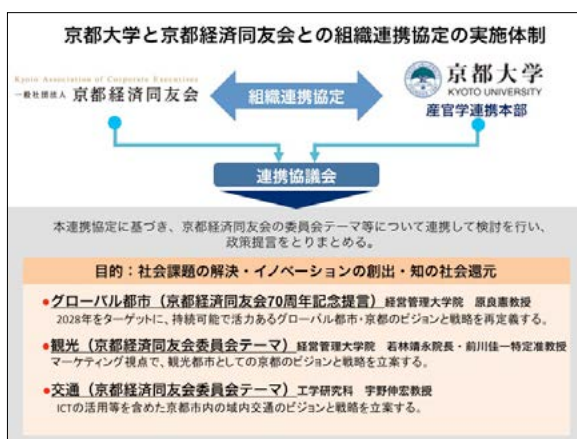 京都大学と京都経済同友会との組織連携協定の実施体制
Kyoto Association of Corporate Executives
一般社団法人 京都経済同友会
組織連携協定
京都大学
KYOTO UNIVERSITY
産官学連携本部
連携協議会
本連携協定に基づき、京都経済同友会の委員会テーマ等について連携して検討を行い、
政策提言をとりまとめる。
目的：社会課題の解決・イノベーションの創出・知の社会還元
●グローバル都市（京都経済同友会70周年記念提言）経営管理大学院 原良憲教授
2028年をターゲットに、持続可能で活力あるグローバル都市・京都のビジョンと戦略を再定義する。
●観光（京都経済同友会委員会テーマ）経営管理大学院 若林靖永院長・前川佳一特定准教授
マーケティング視点で、観光都市としての京都のビジョンと戦略を立案する。
●交通（京都経済同友会委員会テーマ）工学研究科 宇野伸宏教授
ICTの活用等を含めた京都市内の域内交通のビジョンと戦略を立案する。